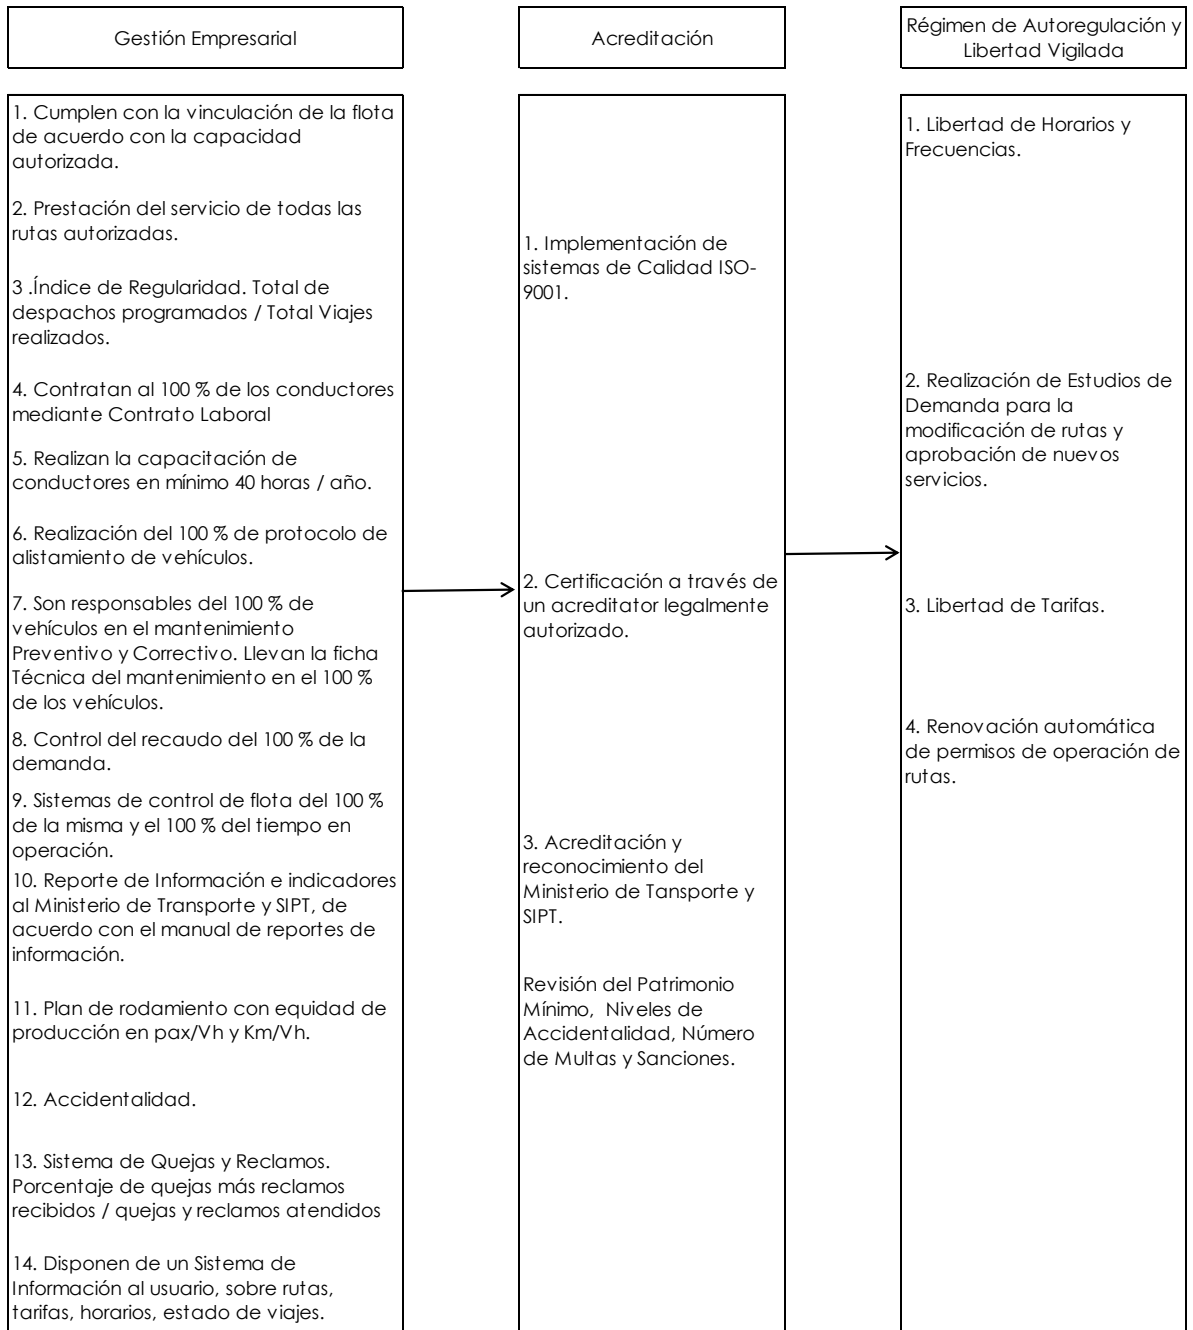 Gestión Empresarial
Acreditación
Régimen de Autoregulación y
Libertad Vigilada
1. Cumplen con la vinculación de la flota
de acuerdo con la capacidad
autorizada.
2. Prestación del servicio de todas las
rutas autorizadas.
3 .Índice de Regularidad. Total de
despachos programados / Total Viajes
realizados.
4. Contratan al 100 % de los conductores
mediante Contrato Laboral
5. Realizan la capacitación de
conductores en mínimo 40 horas / año.
6. Realización del 100 % de protocolo de
alistamiento de vehículos.
7. Son responsables del 100 % de
vehículos en el mantenimiento
Preventivo y Correctivo. Llevan la ficha
Técnica del mantenimiento en el 100 %
de los vehículos.
8. Control del recaudo del 100 % de la
demanda.
9. Sistemas de control de flota del 100 %
de la misma y el 100 % del tiempo en
operación.
10. Reporte de Información e indicadores
al Ministerio de Transporte y SIPT, de
acuerdo con el manual de reportes de
información.
11. Plan de rodamiento con equidad de
producción en pax/Vh y Km/Vh.
12. Accidentalidad.
13. Sistema de Quejas y Reclamos.
Porcentaje de quejas más reclamos
recibidos / quejas y reclamos atendidos
14. Disponen de un Sistema de
Información al usuario, sobre rutas,
tarifas, horarios, estado de viajes.
1. Implementación de
sistemas de Calidad ISO-
9001.
2. Certificación a través de
un acreditator legalmente
autorizado.
3. Acreditación y
reconocimiento del
Ministerio de Tansporte y
SIPT.
Revisión del Patrimonio
Mínimo, Niveles de
Accidentalidad, Número
de Multas y Sanciones.
1. Libertad de Horarios y
Frecuencias.
2. Realización de Estudios de
Demanda para la
modificación de rutas y
aprobación de nuevos
servicios.
3. Libertad de Tarifas.
4. Renovación automática
de permisos de operación de
rutas.